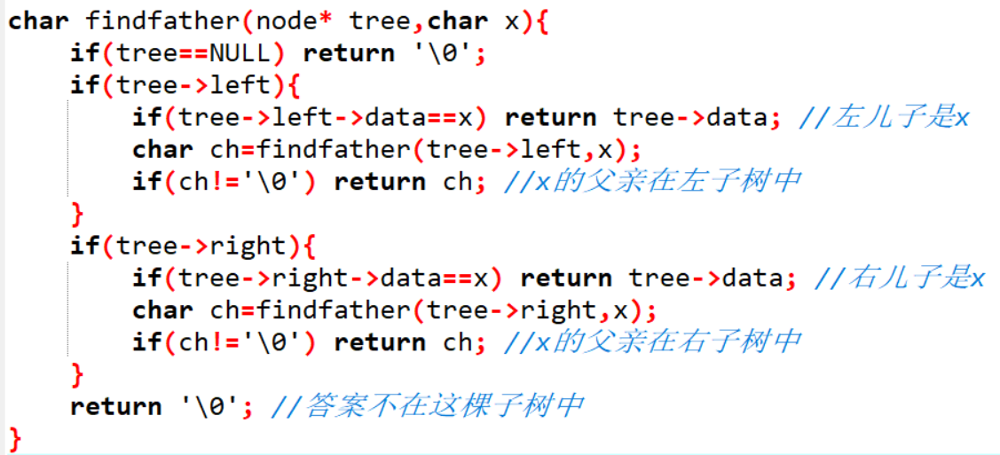 char findfather(node* tree,char x){
    if(tree==NULL) return '\0';
    if(tree->left){
        if(tree->left->data==x) return tree->data; //左儿子是x
        char ch=findfather(tree->left,x);
        if(ch!='\0') return ch; //x的父亲在左子树中
    }
    if(tree->right){
        if(tree->right->data==x) return tree->data; //右儿子是x
        char ch=findfather(tree->right,x);
        if(ch!='\0') return ch; //x的父亲在右子树中
    }
    return '\0'; //答案不在这棵子树中
}